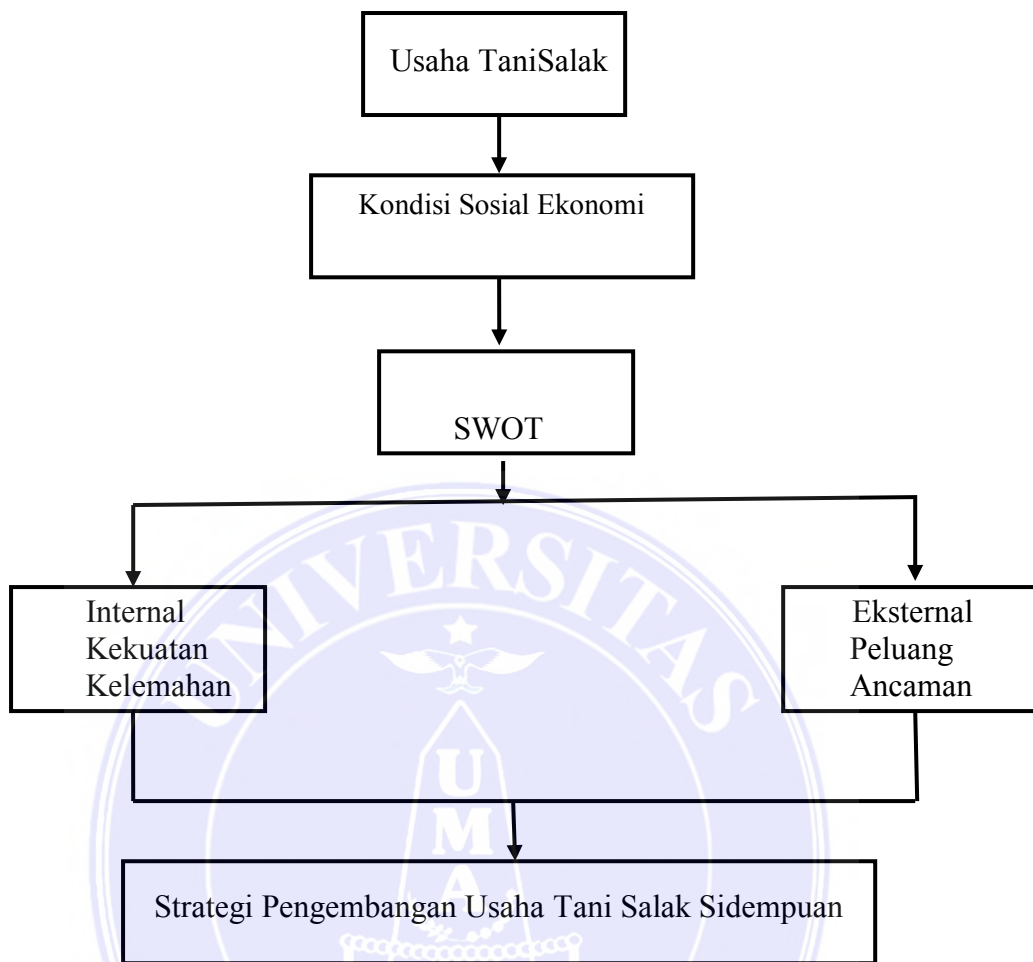 Usaha TaniSalak
Kondisi Sosial Ekonomi
SWOT
Internal
Kekuatan
Kelemahan
Eksternal
Peluang
Ancaman
UNIVERSITAS
UMA
Strategi Pengembangan Usaha Tani Salak Sidempuan